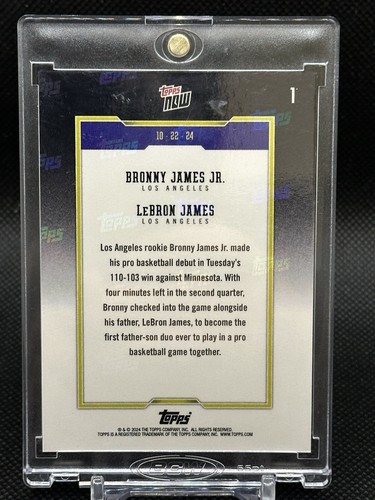 topps
NOW
1
10 - 22 - 24
BRONNY JAMES JR.
LOS ANGELES
LEBRON JAMES
LOS ANGELES
Los Angeles rookie Bronny James Jr. made
his pro basketball debut in Tuesday's
110-103 win against Minnesota. With
four minutes left in the second quarter,
Bronny checked into the game alongside
his father, LeBron James, to become the
first father-son duo ever to play in a pro
basketball game together.
topps
® & © 2024 THE TOPPS COMPANY, INC. ALL RIGHTS RESERVED.
TOPPS IS A REGISTERED TRADEMARK OF THE TOPPS COMPANY, INC. WWW.TOPPS.COM
BCW 55pt